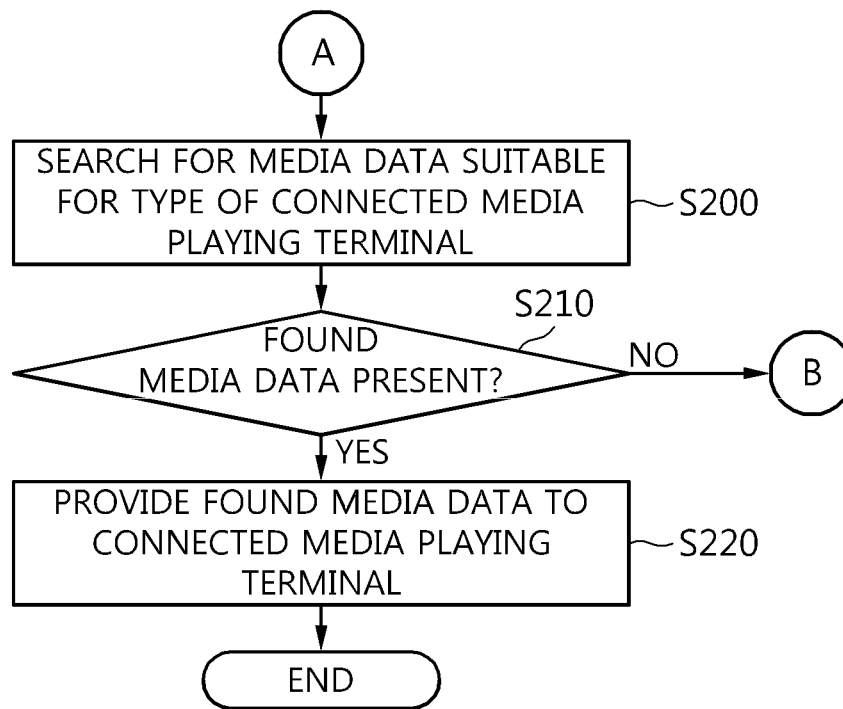 A
SEARCH FOR MEDIA DATA SUITABLE
FOR TYPE OF CONNECTED MEDIA
PLAYING TERMINAL
S200
S210
FOUND
MEDIA DATA PRESENT?
NO
B
YES
PROVIDE FOUND MEDIA DATA TO
CONNECTED MEDIA PLAYING
TERMINAL
S220
END